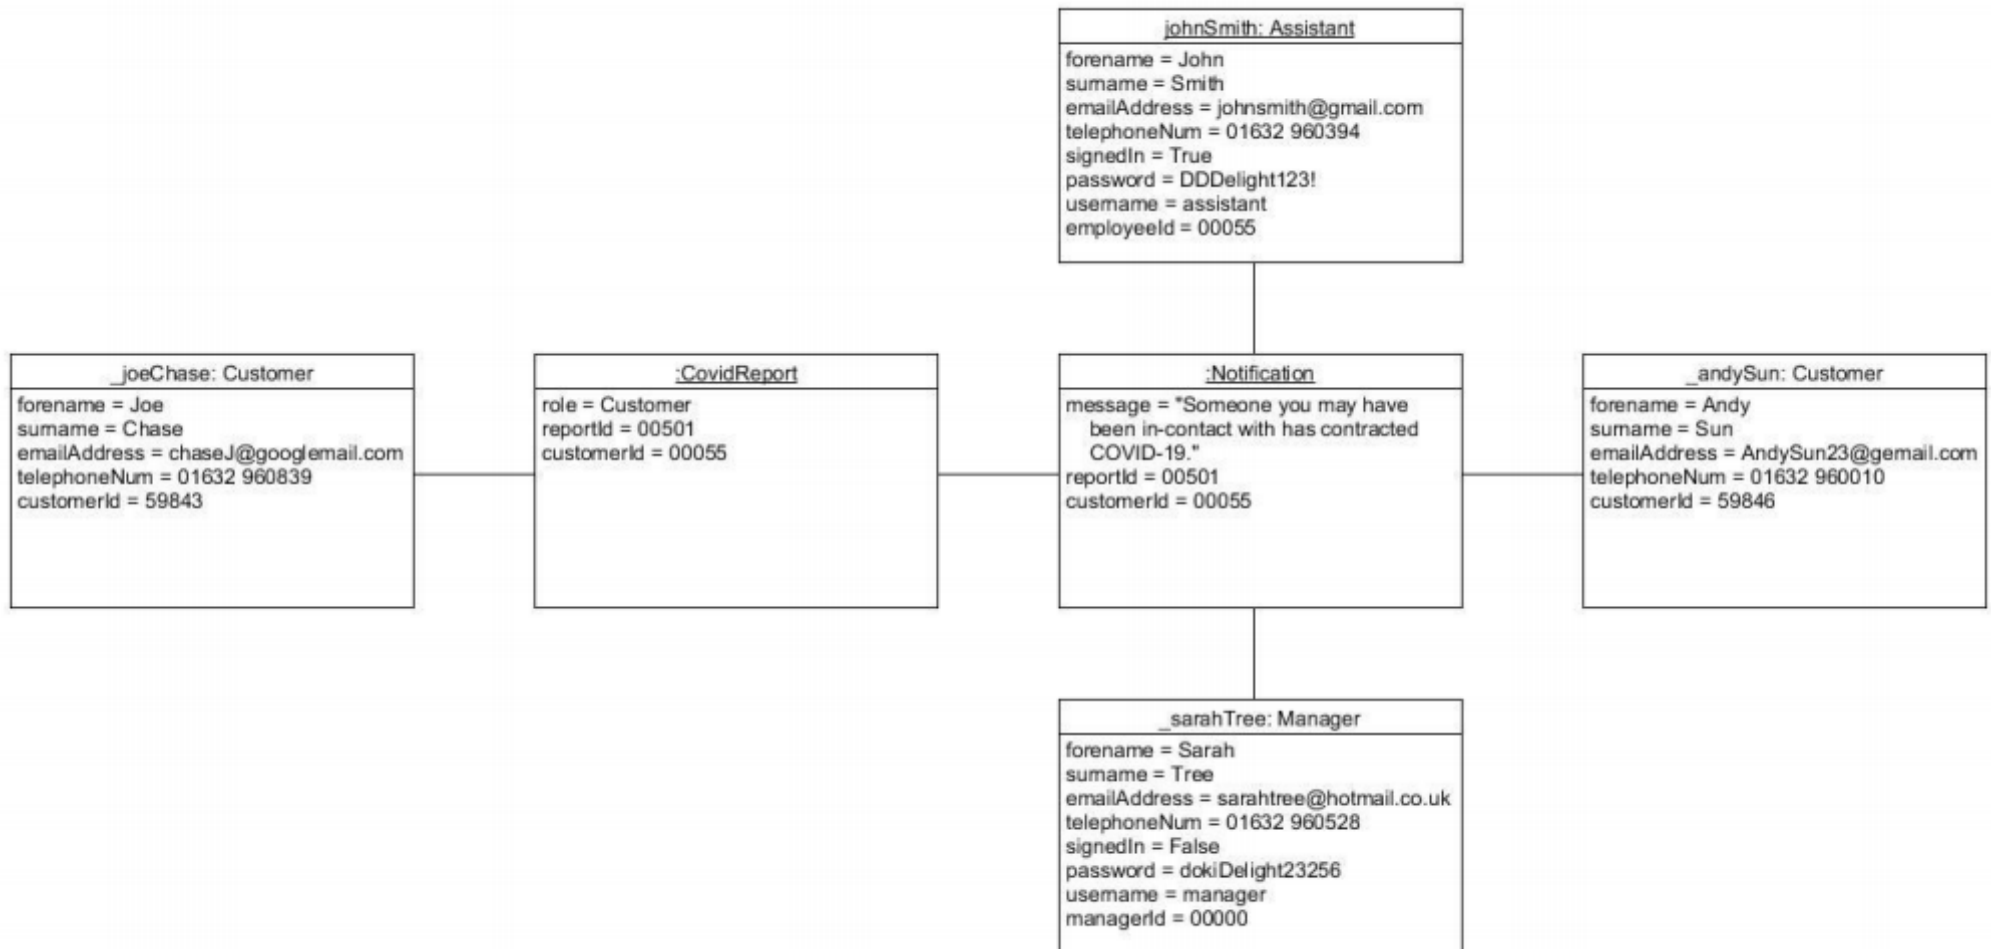 johnSmith: Assistant
forename = John
surname = Smith
emailAddress = johnsmith@gmail.com
telephoneNum = 01632 960394
signedIn = True
password = DDDelight123!
username = assistant
employeeId = 00055
_joeChase: Customer
forename = Joe
surname = Chase
emailAddress = chaseJ@googlemail.com
telephoneNum = 01632 960839
customerId = 59843
:CovidReport
role = Customer
reportId = 00501
customerId = 00055
:Notification
message = "Someone you may have
been in-contact with has contracted
COVID-19."
reportId = 00501
customerId = 00055
_andySun: Customer
forename = Andy
surname = Sun
emailAddress = AndySun23@gemail.com
telephoneNum = 01632 960010
customerId = 59846
_sarahTree: Manager
forename = Sarah
surname = Tree
emailAddress = sarahtree@hotmail.co.uk
telephoneNum = 01632 960528
signedIn = False
password = dokiDelight23256
username = manager
managerId = 00000